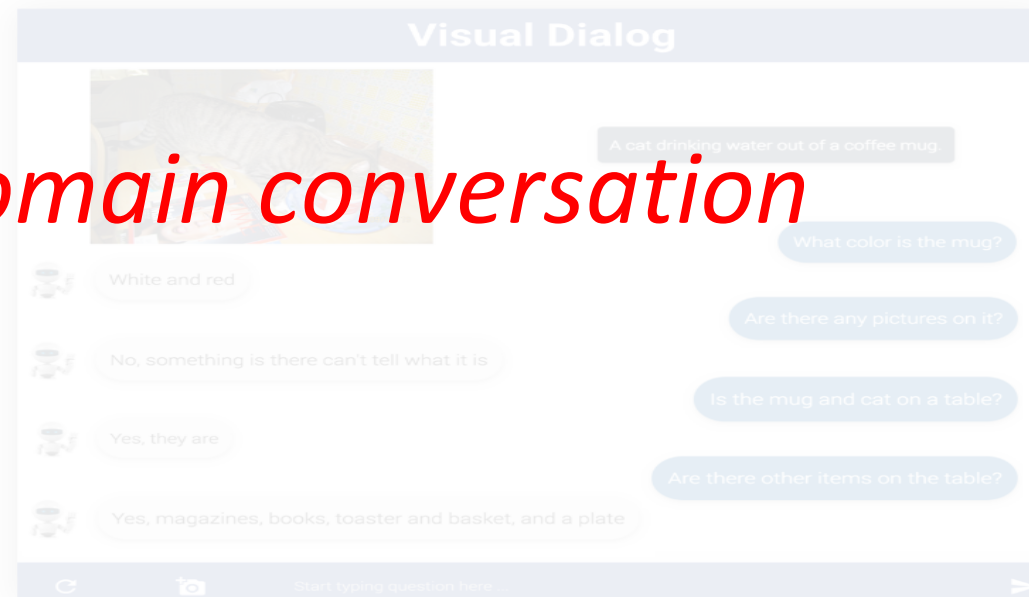 Visual Dialog
A cat drinking water out of a coffee mug.
omain conversation
What color is the mug?
White and red
Are there any pictures on it?
No, something is there can't tell what it is
Is the mug and cat on a table?
Yes, they are
Are there other items on the table?
Yes, magazines, books, toaster and basket, and a plate
Start typing question here